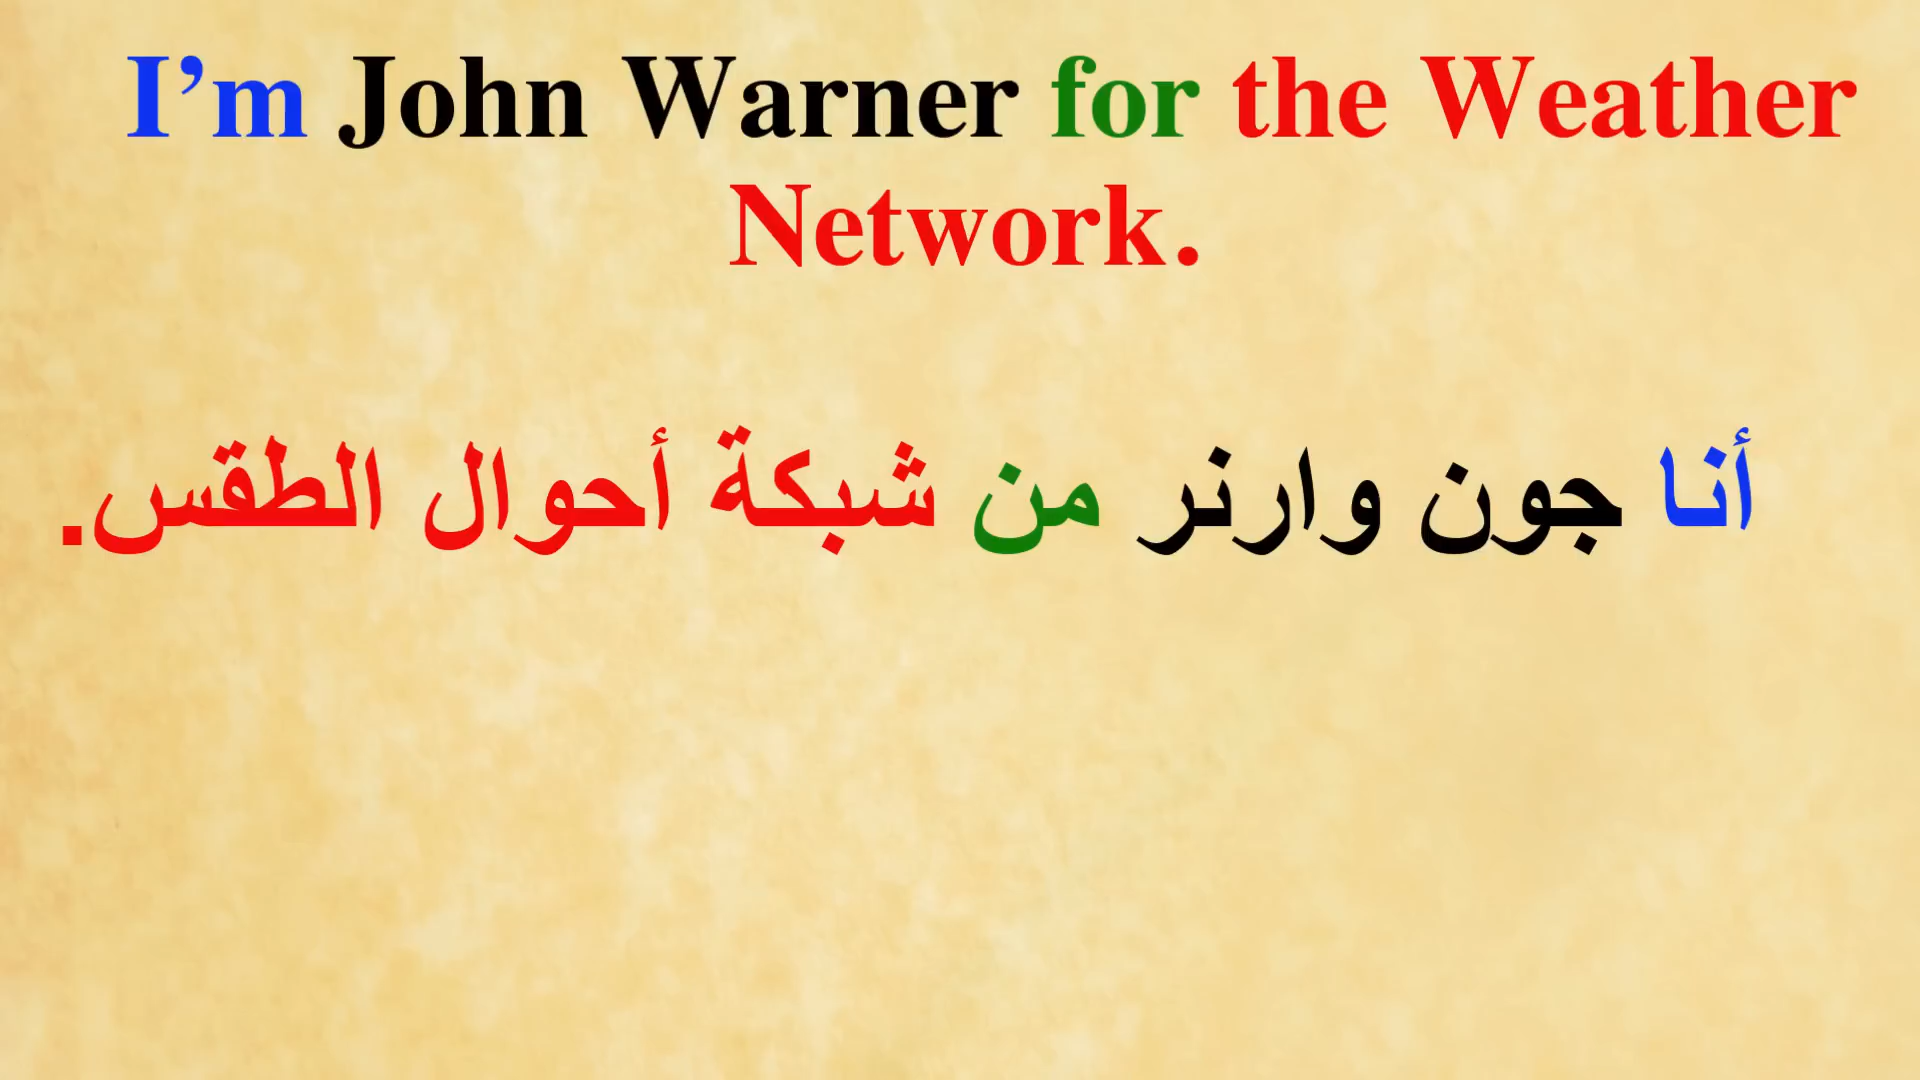 I’m John Warner for the Weather
Network.
أنا جون وارنر من شبكة أحوال الطقس.